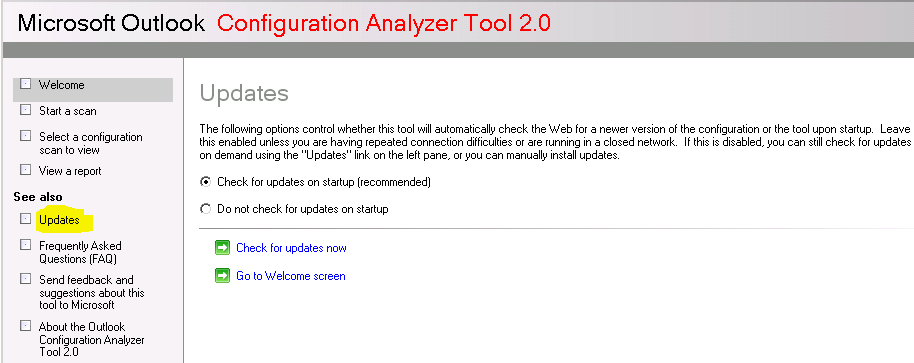 Microsoft Outlook Configuration Analyzer Tool 2.0
Welcome
Start a scan
Select a configuration
scan to view
View a report
See also
Updates
Frequently Asked
Questions (FAQ)
Send feedback and
suggestions about this
tool to Microsoft
About the Outlook
Configuration Analyzer
Tool 2.0
Updates
The following options control whether this tool will automatically check the Web for a newer version of the configuration or the tool upon startup. Leave
this enabled unless you are having repeated connection difficulties or are running in a closed network. If this is disabled, you can still check for updates
on demand using the "Updates" link on the left pane, or you can manually install updates.
Check for updates on startup (recommended)
Do not check for updates on startup
Check for updates now
Go to Welcome screen